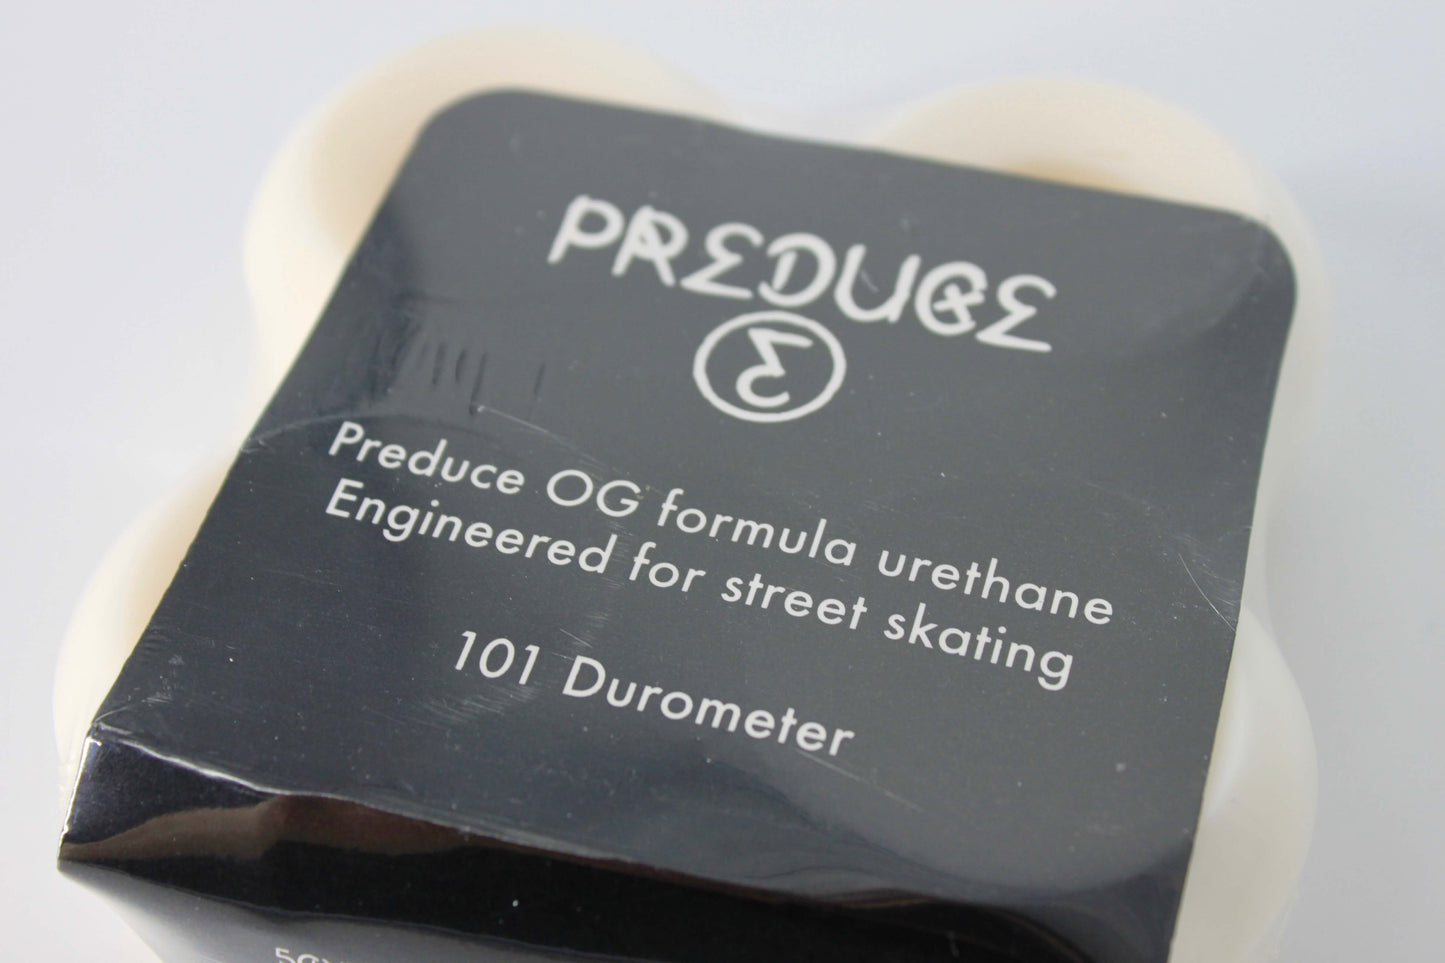 PREDUCE
Preduce OG formula urethane
Engineered for street skating
101 Durometer